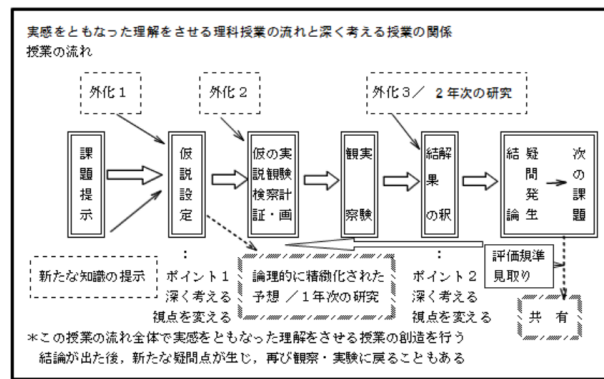 実感をともなった理解をさせる理科授業の流れと深く考える授業の関係
授業の流れ
外化1
外化2
外化3/ 2年次の研究
課題提示
仮説設定
仮説検証・
の観察計画
実験
観察
実験
結果の
解釈
結論
疑問発生
次の課題
新たな知識の提示
:
ポイント1
深く考える
視点を変える
論理的に精緻化された
予想/1年次の研究
:
ポイント2
深く考える
視点を変える
評価規準
見取り
共有
*この授業の流れ全体で実感をともなった理解をさせる授業の創造を行う
結論が出た後,新たな疑問点が生じ,再び観察・実験に戻ることもある